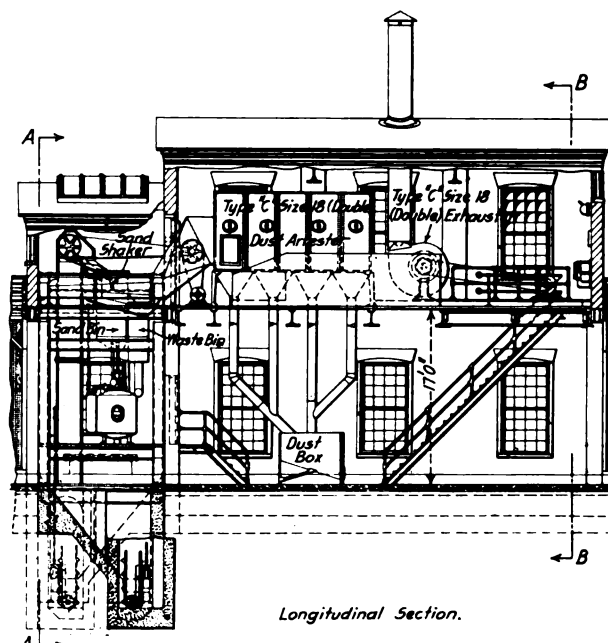 B
A
Type "C" Size 18 (Double
Dust Arrester
Type "C" Size 18
(Double) Exhauster
Sand
Shaker
Sand Bin
Waste Big
17'0"
Dust
Box
B
Longitudinal Section.
A